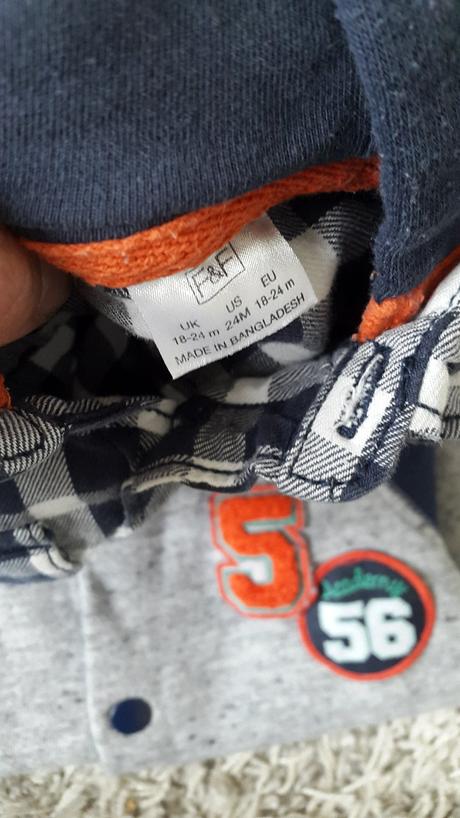 F&F
UK US EU
18-24 m 24M 18-24 m
MADE IN BANGLADESH
5
Academy
56